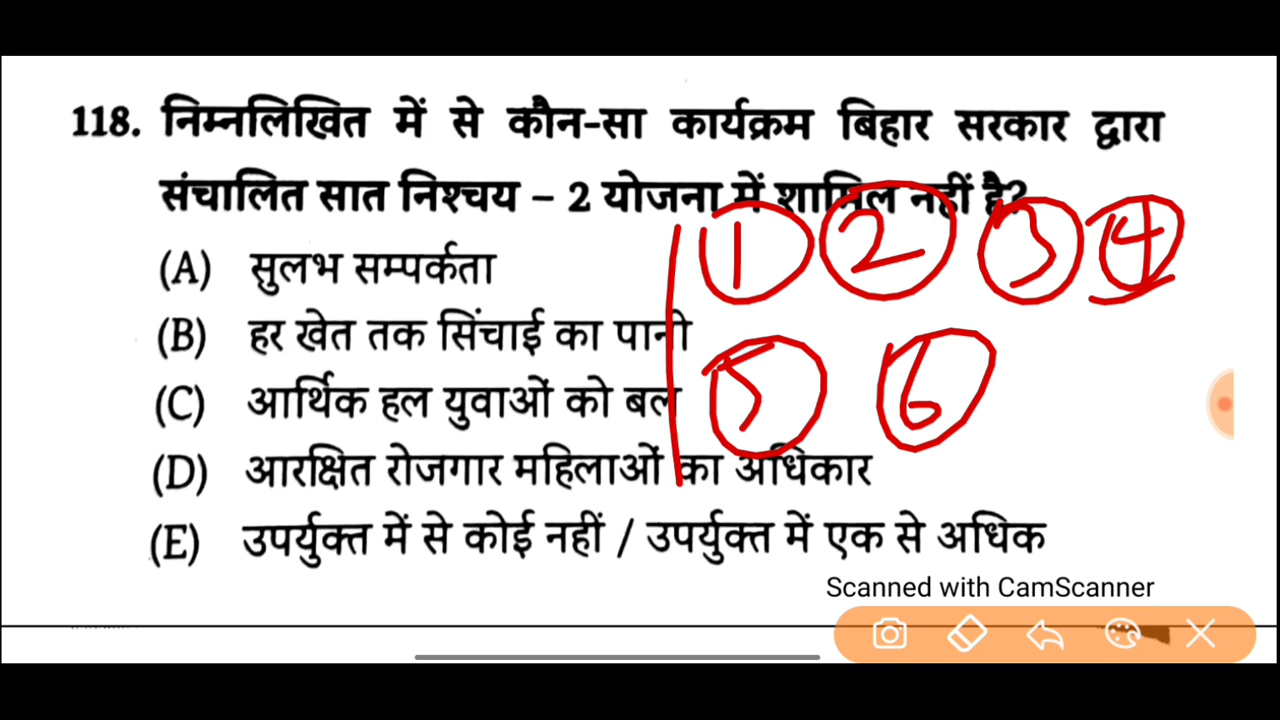 118. निम्नलिखित में से कौन-सा कार्यक्रम बिहार सरकार द्वारा
संचालित सात निश्चय – 2 योजना में शामिल नहीं है?
1 2 3 4
(A) सुलभ सम्पर्कता
(B) हर खेत तक सिंचाई का पानी
5 6
(C) आर्थिक हल युवाओं को बल
(D) आरक्षित रोजगार महिलाओं का अधिकार
(E) उपर्युक्त में से कोई नहीं / उपर्युक्त में एक से अधिक
Scanned with CamScanner